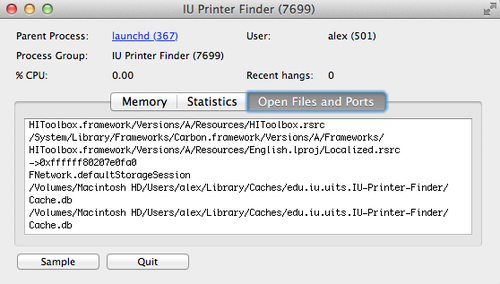 IU Printer Finder (7699)
Parent Process: launchd (367) User: alex (501)
Process Group: IU Printer Finder (7699)
% CPU: 0.00 Recent hangs: 0
Memory Statistics Open Files and Ports
HIToolbox.framework/Versions/A/Resources/HIToolbox.rsrc
/System/Library/Frameworks/Carbon.framework/Versions/A/Frameworks/
HIToolbox.framework/Versions/A/Resources/English.lproj/Localized.rsrc
->0xffffff80207e0fa0
FNetwork.defaultStorageSession
/Volumes/Macintosh HD/Users/alex/Library/Caches/edu.iu.uits.IU-Printer-Finder/
Cache.db
/Volumes/Macintosh HD/Users/alex/Library/Caches/edu.iu.uits.IU-Printer-Finder/
Cache.db
Sample Quit